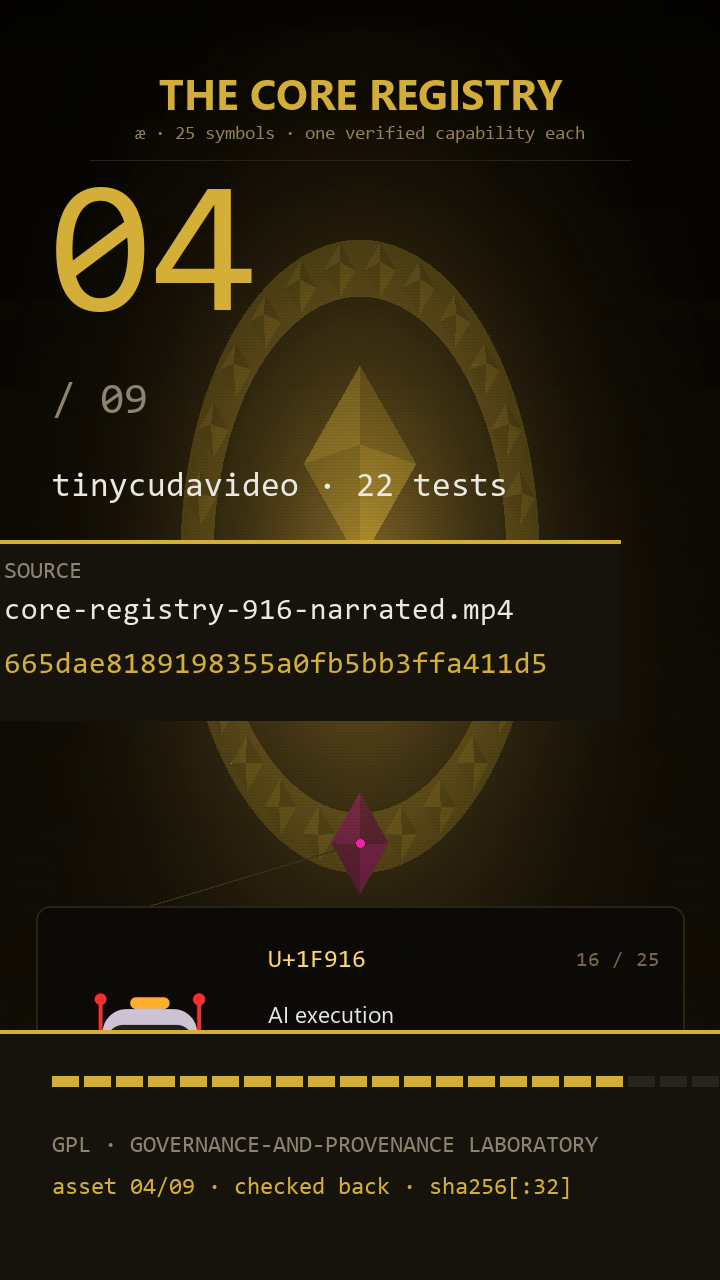 THE CORE REGISTRY
æ · 25 symbols · one verified capability each
04
/ 09
tinycudavideo · 22 tests
SOURCE
core-registry-916-narrated.mp4
665dae8189198355a0fb5bb3ffa411d5
U+1F916
16 / 25
AI execution
GPL · GOVERNANCE-AND-PROVENANCE LABORATORY
asset 04/09 · checked back · sha256[:32]